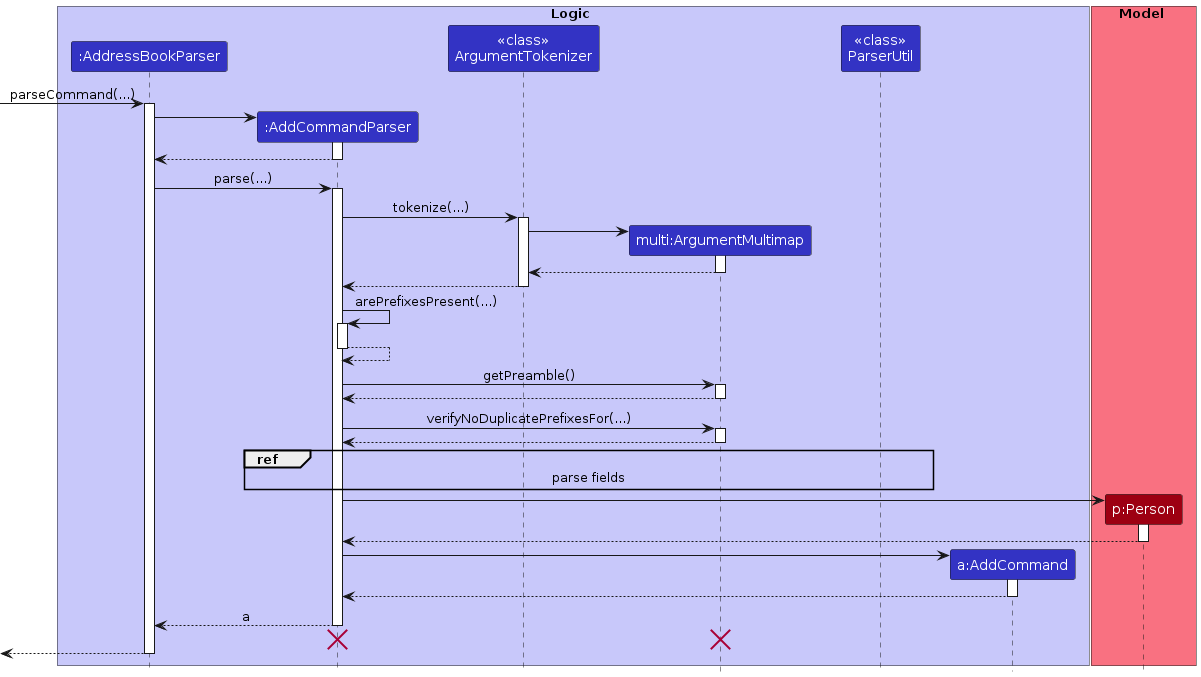 Logic
Model
«class»
ArgumentTokenizer
«class»
ParserUtil
:AddressBookParser
parseCommand(...)
:AddCommandParser
parse(...)
tokenize(...)
multi:ArgumentMultimap
arePrefixesPresent(...)
getPreamble()
verifyNoDuplicatePrefixesFor(...)
ref
parse fields
p:Person
a:AddCommand
a